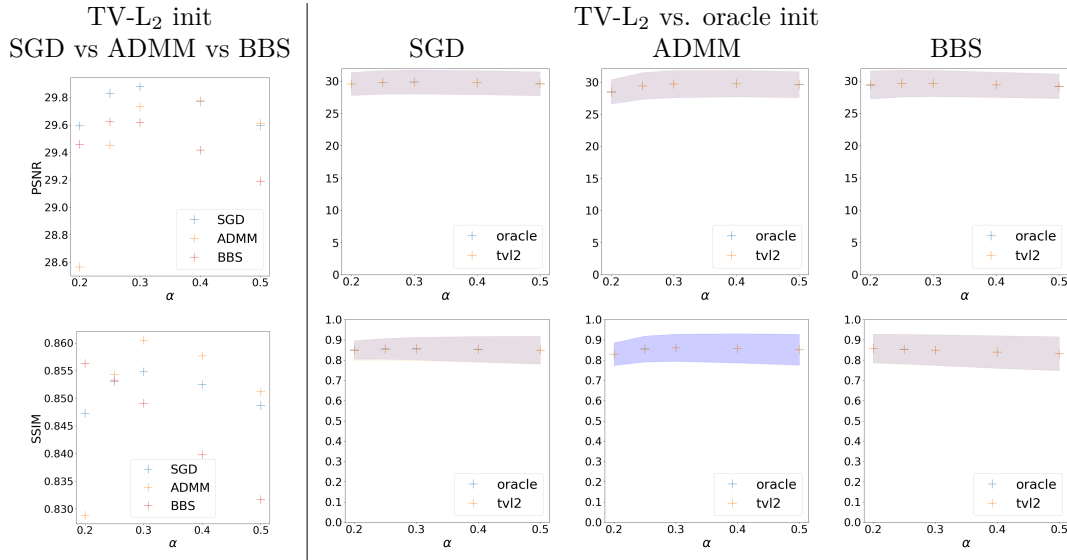 TV-L₂ init
SGD vs ADMM vs BBS
TV-L₂ vs. oracle init
SGD
ADMM
BBS
PSNR
29.8
29.6
29.4
29.2
29.0
28.8
28.6
0.2 0.3 0.4 0.5
α
SGD
ADMM
BBS
30
25
20
15
10
5
0
0.2 0.3 0.4 0.5
α
oracle
tvl2
30
25
20
15
10
5
0
0.2 0.3 0.4 0.5
α
oracle
tvl2
30
25
20
15
10
5
0
0.2 0.3 0.4 0.5
α
oracle
tvl2
SSIM
0.860
0.855
0.850
0.845
0.840
0.835
0.830
0.2 0.3 0.4 0.5
α
SGD
ADMM
BBS
1.0
0.9
0.8
0.7
0.6
0.5
0.4
0.3
0.2
0.1
0.0
0.2 0.3 0.4 0.5
α
oracle
tvl2
1.0
0.9
0.8
0.7
0.6
0.5
0.4
0.3
0.2
0.1
0.0
0.2 0.3 0.4 0.5
α
oracle
tvl2
1.0
0.9
0.8
0.7
0.6
0.5
0.4
0.3
0.2
0.1
0.0
0.2 0.3 0.4 0.5
α
oracle
tvl2